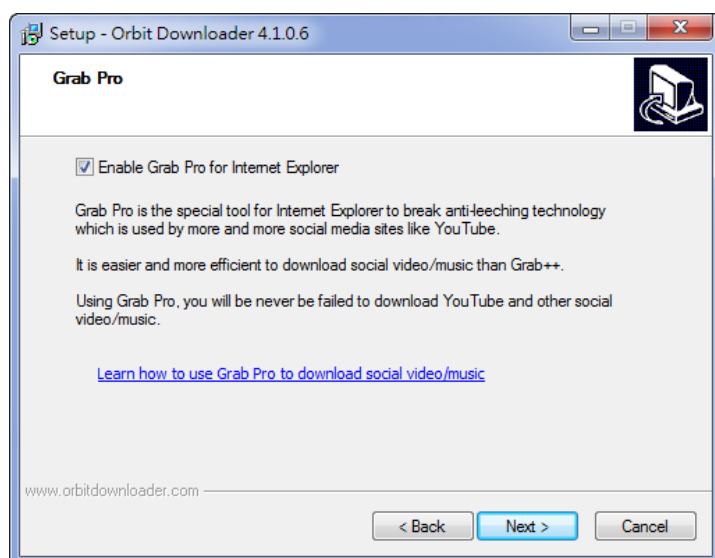 Setup - Orbit Downloader 4.1.0.6
Grab Pro
Enable Grab Pro for Internet Explorer
Grab Pro is the special tool for Internet Explorer to break anti-leeching technology
which is used by more and more social media sites like YouTube.
It is easier and more efficient to download social video/music than Grab++.
Using Grab Pro, you will be never be failed to download YouTube and other social
video/music.
Learn how to use Grab Pro to download social video/music
www.orbitdownloader.com
< Back
Next >
Cancel